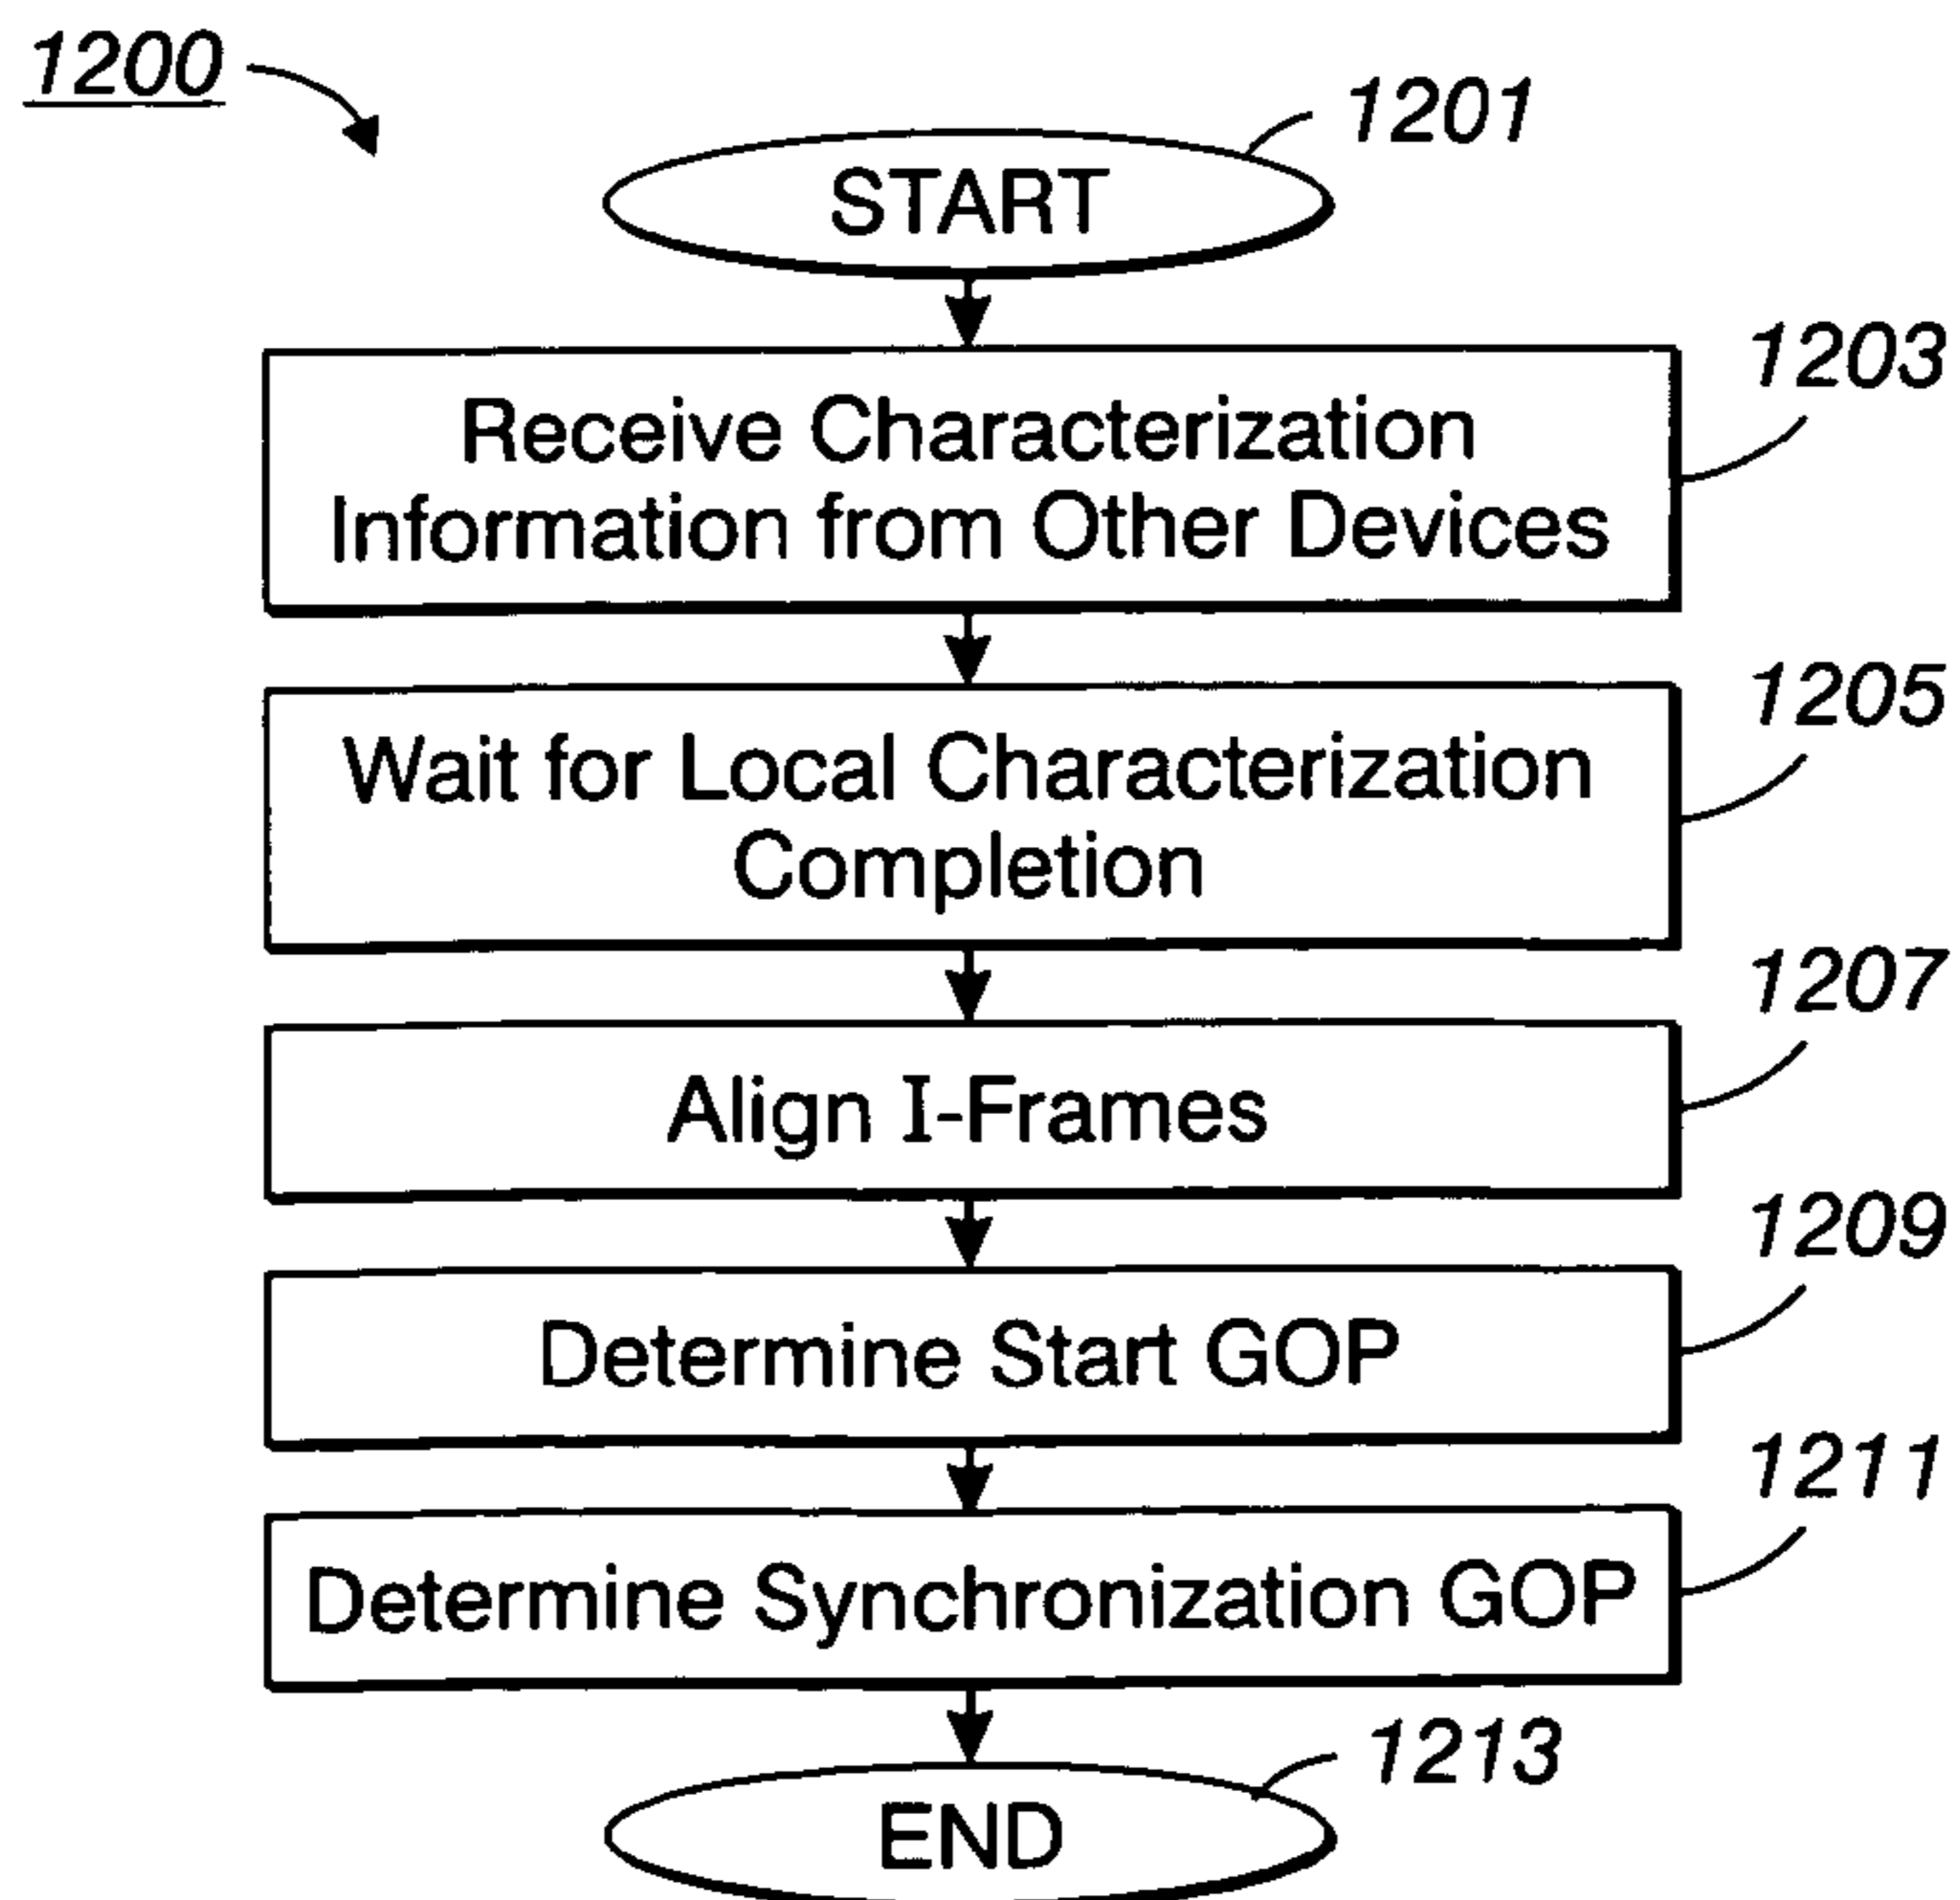 1200
1201
START
1203
Receive Characterization
Information from Other Devices
1205
Wait for Local Characterization
Completion
1207
Align I-Frames
1209
Determine Start GOP
1211
Determine Synchronization GOP
1213
END